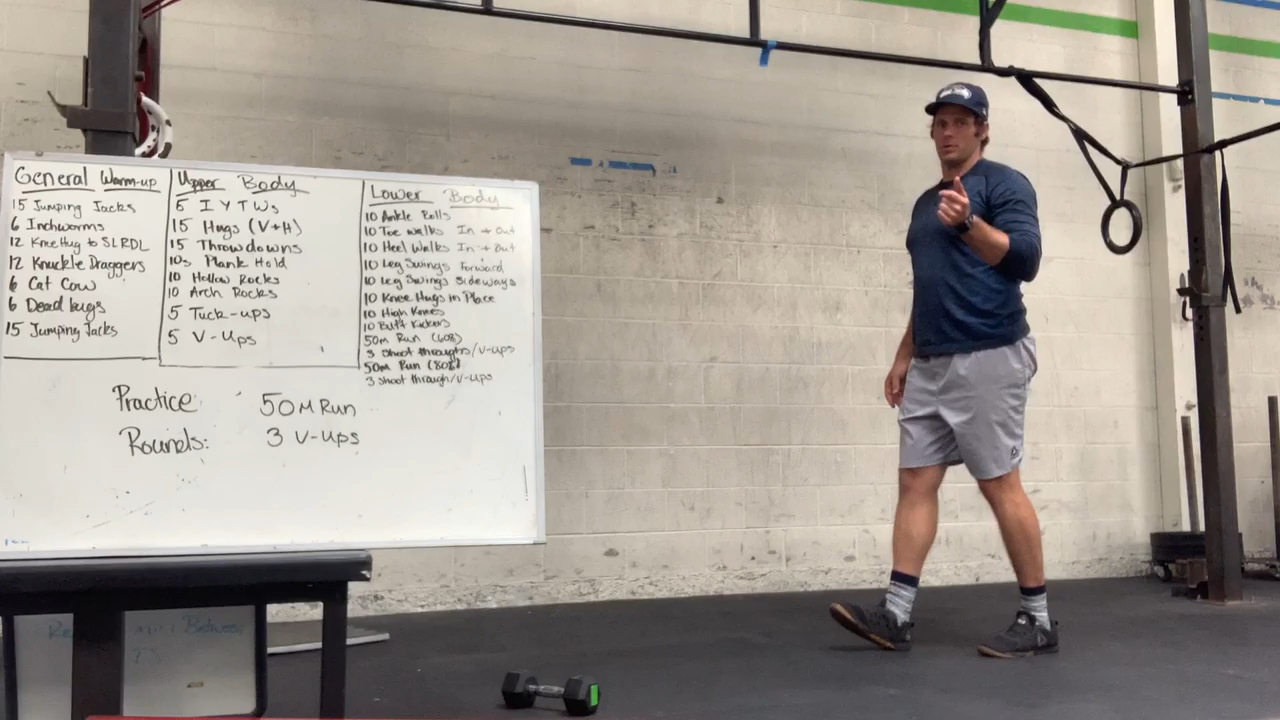 General Warm-up
15 Jumping Jacks
6 Inchworms
12 Knee Hug to SLRDL
12 Knuckle Draggers
6 Cat Cow
6 Dead bugs
15 Jumping Jacks
Upper Body
5 I Y T W s
15 Hugs (V+H)
15 Throwdowns
10s Plank Hold
10 Hollow Rocks
10 Arch Rocks
5 Tuck-ups
5 V-Ups
Lower Body
10 Ankle Rolls
10 Toe walks In + Out
10 Heel Walks In + Out
10 Leg Swings Forward
10 Leg Swings Sideways
10 Knee Hugs in Place
10 High Knees
10 Butt Kickers
50m Run (60%)
3 Shoot throughs/V-ups
50m Run (80%)
3 Shoot through/V-ups
Practice 50M Run
Rounds: 3 V-Ups